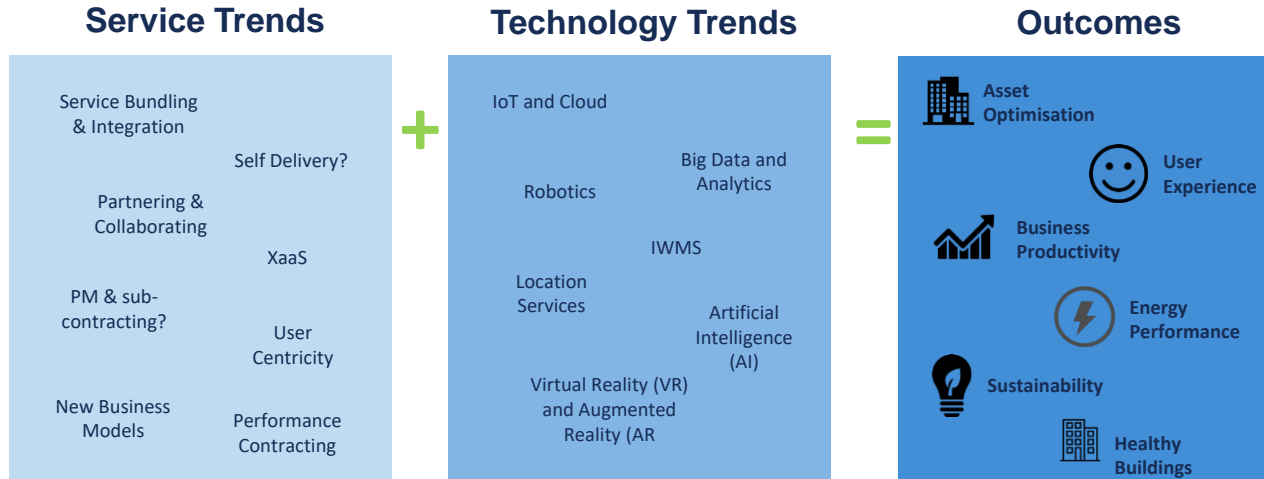 Service Trends
Service Bundling
& Integration
Self Delivery?
Partnering &
Collaborating
XaaS
PM & sub-
contracting?
User
Centricity
New Business
Models
Performance
Contracting
+
Technology Trends
IoT and Cloud
Big Data and
Analytics
Robotics
IWMS
Location
Services
Artificial
Intelligence
(AI)
Virtual Reality (VR)
and Augmented
Reality (AR
=
Outcomes
Asset
Optimisation
User
Experience
Business
Productivity
Energy
Performance
Sustainability
Healthy
Buildings